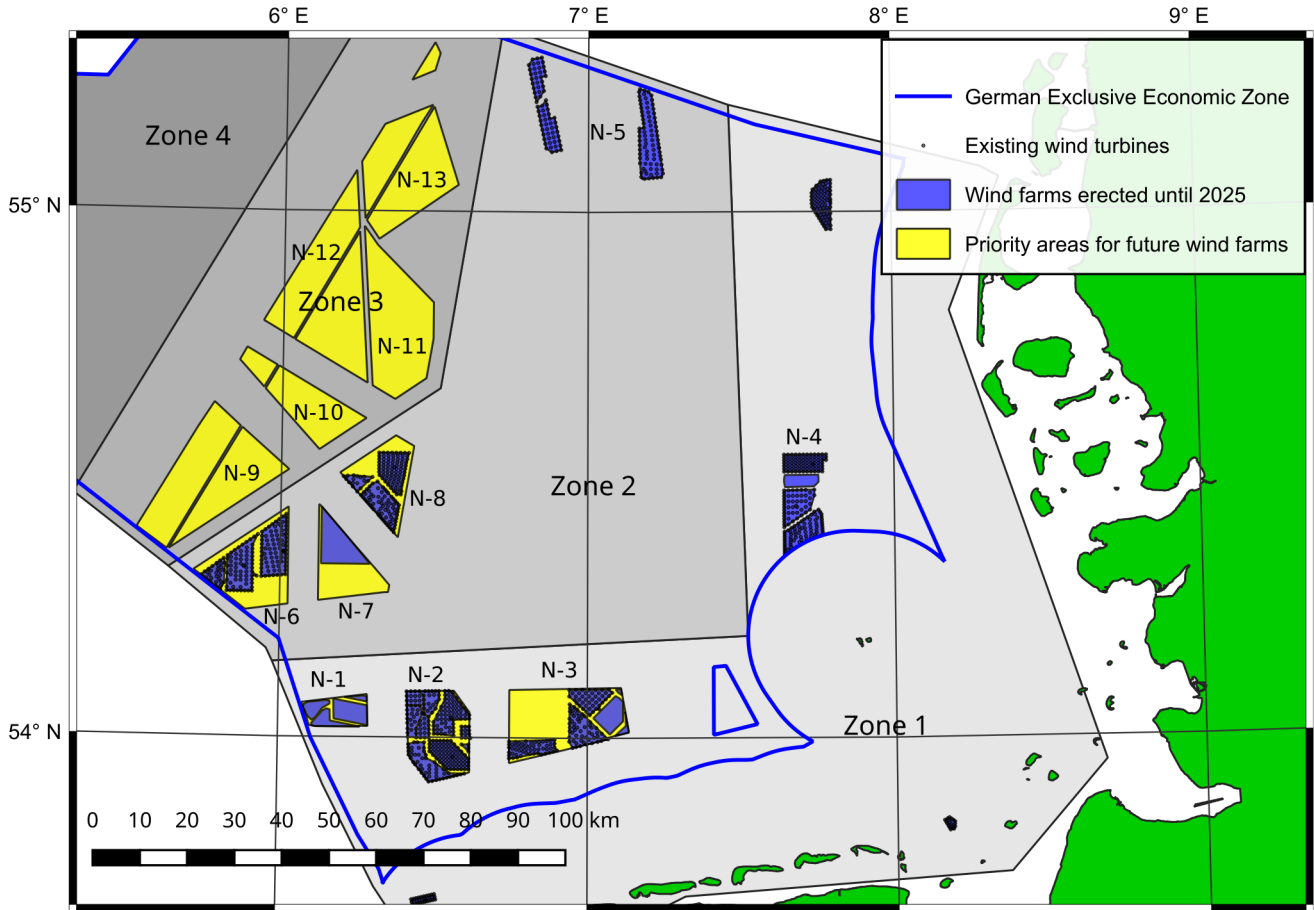 6° E 7° E 8° E 9° E
German Exclusive Economic Zone
Existing wind turbines
Wind farms erected until 2025
Priority areas for future wind farms
Zone 4
N-5
N-13
55° N
N-12
Zone 3
N-11
N-10
N-4
N-9
Zone 2
N-8
N-7
N-6
N-1
N-2
N-3
54° N
Zone 1
0 10 20 30 40 50 60 70 80 90 100 km